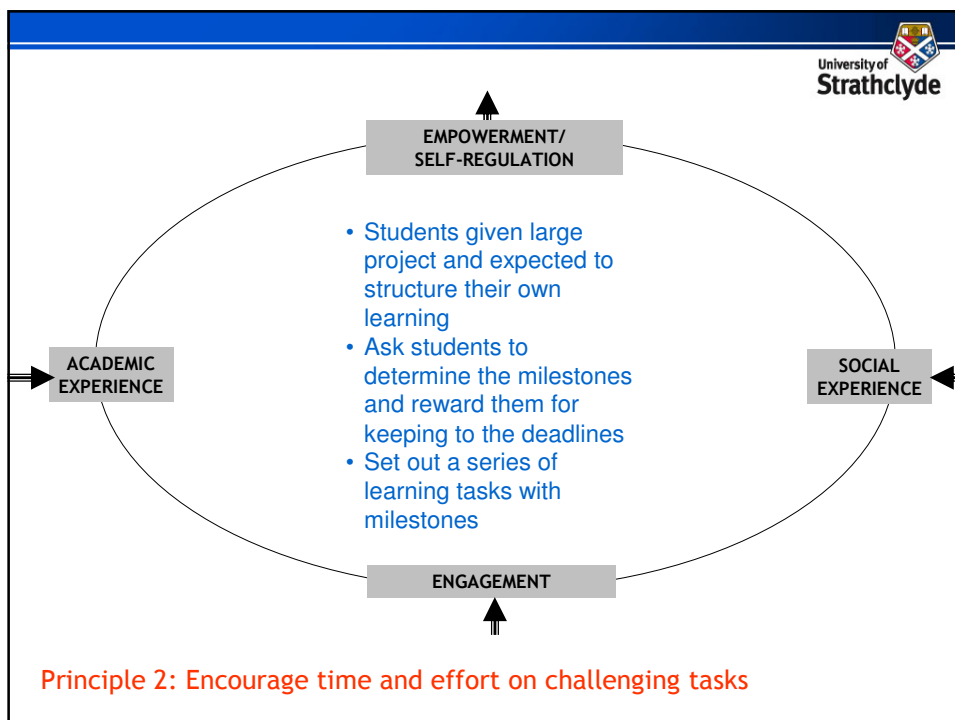 University of
Strathclyde
EMPOWERMENT/
SELF-REGULATION
• Students given large
project and expected to
structure their own
learning
• Ask students to
determine the milestones
and reward them for
keeping to the deadlines
• Set out a series of
learning tasks with
milestones
ACADEMIC
EXPERIENCE
SOCIAL
EXPERIENCE
ENGAGEMENT
Principle 2: Encourage time and effort on challenging tasks